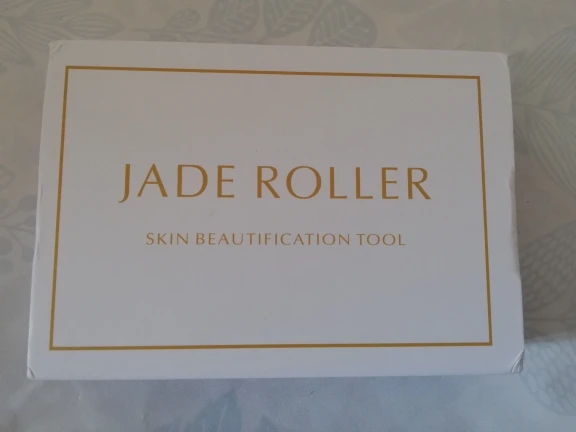 JADE ROLLER
SKIN BEAUTIFICATION TOOL